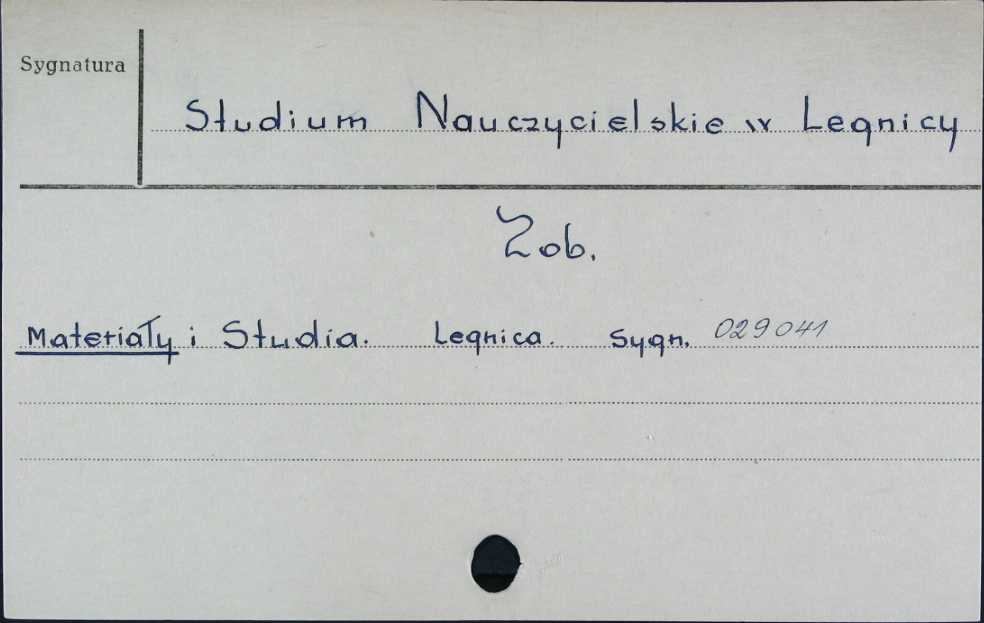 Sygnatura
Studium Nauczycielskie w Legnicy
Zob.
Materiały i Studia. Legnica. Sygn. 029041